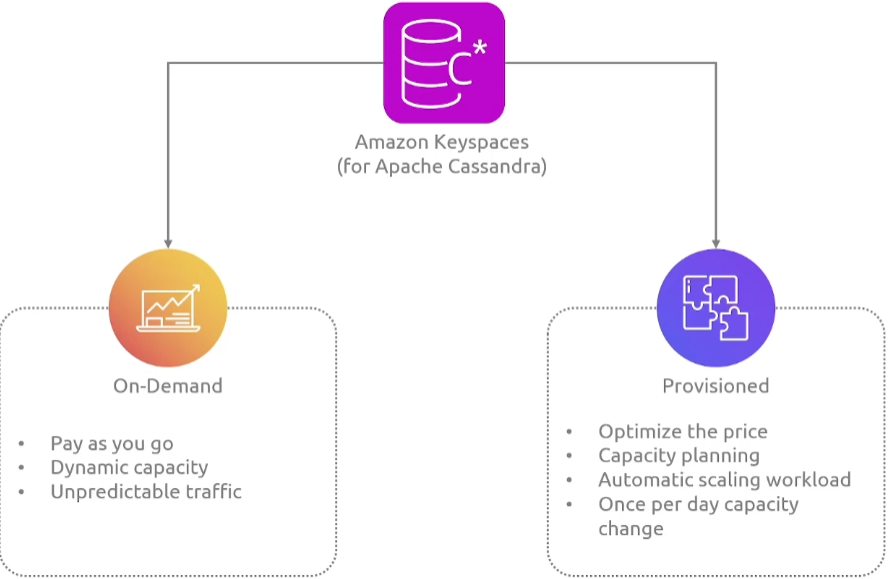 C*
Amazon Keyspaces
(for Apache Cassandra)
On-Demand
• Pay as you go
• Dynamic capacity
• Unpredictable traffic
Provisioned
• Optimize the price
• Capacity planning
• Automatic scaling workload
• Once per day capacity
change